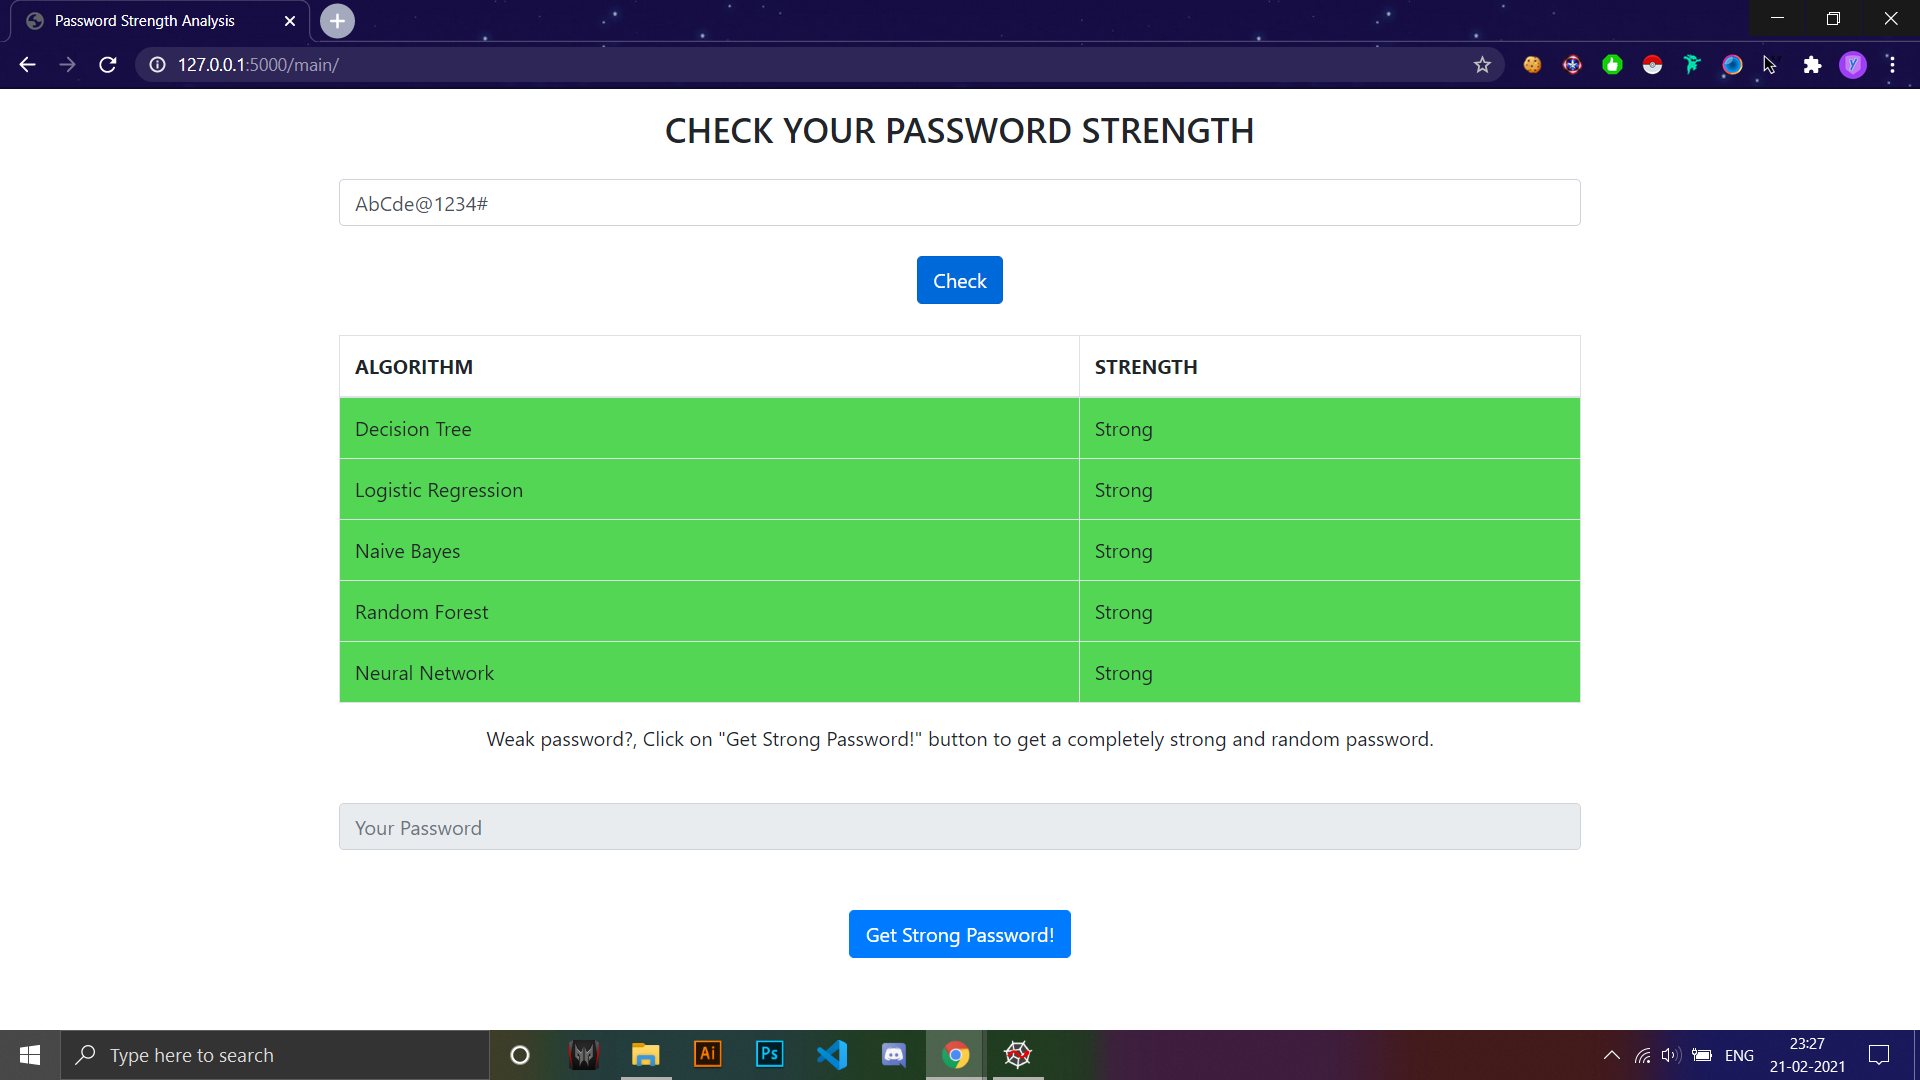 Password Strength Analysis
127.0.0.1:5000/main/
CHECK YOUR PASSWORD STRENGTH
AbCde@1234#
Check
ALGORITHM STRENGTH
Decision Tree Strong
Logistic Regression Strong
Naive Bayes Strong
Random Forest Strong
Neural Network Strong
Weak password?, Click on "Get Strong Password!" button to get a completely strong and random password.
Your Password
Get Strong Password!
Type here to search
Ai
Ps
ENG
23:27
21-02-2021